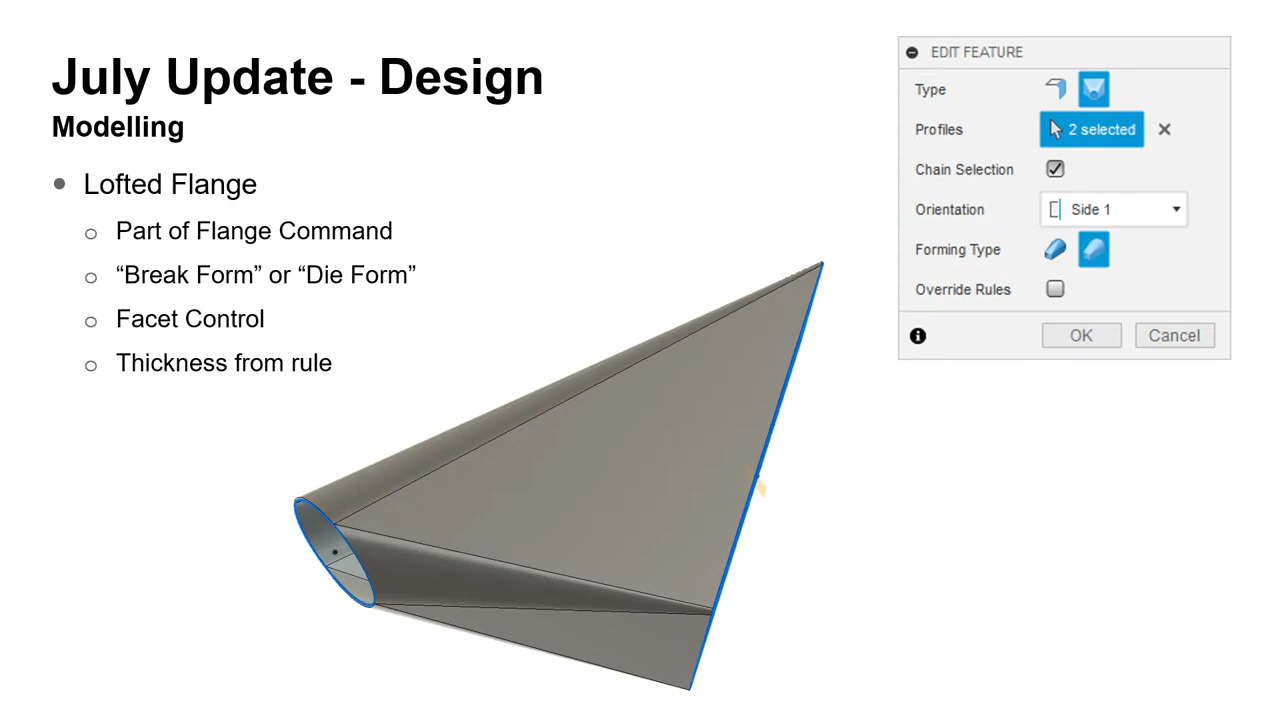 July Update - Design
Modelling
Lofted Flange
Part of Flange Command
“Break Form” or “Die Form”
Facet Control
Thickness from rule
EDIT FEATURE
Type
Profiles
2 selected
Chain Selection
Orientation
Side 1
Forming Type
Override Rules
OK
Cancel